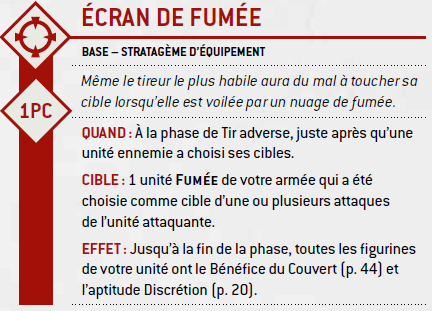 ÉCRAN DE FUMÉE
BASE – STRATAGÈME D'ÉQUIPEMENT
Même le tireur le plus habile aura du mal à toucher sa
cible lorsqu'elle est voilée par un nuage de fumée.
1PC
QUAND : À la phase de Tir adverse, juste après qu'une
unité ennemie a choisi ses cibles.
CIBLE : 1 unité FUMÉE de votre armée qui a été
choisie comme cible d'une ou plusieurs attaques
de l'unité attaquante.
EFFET : Jusqu'à la fin de la phase, toutes les figurines
de votre unité ont le Bénéfice du Couvert (p. 44) et
l'aptitude Discrétion (p. 20).